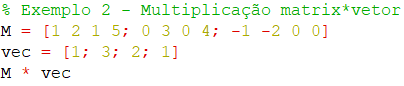 % Exemplo 2 - Multiplicação matrix*vetor
M = [1 2 1 5; 0 3 0 4; -1 -2 0 0]
vec = [1; 3; 2; 1]
M * vec